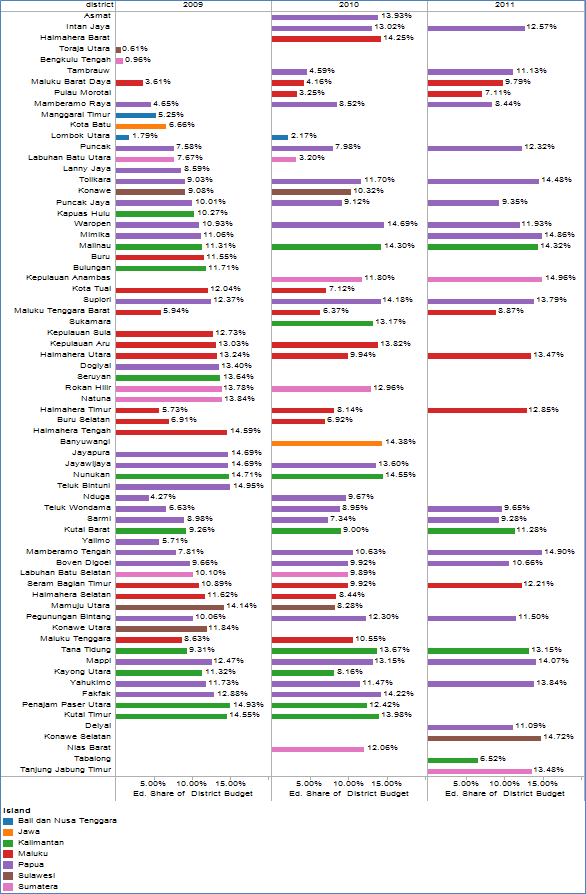 district 2009 2010 2011
Asmat 13.93%
Intan Jaya 13.02% 12.57%
Halmahera Barat 14.25%
Toraja Utara 0.61%
Bengkulu Tengah 0.96%
Tambrauw 4.59% 11.13%
Maluku Barat Daya 3.61% 4.16% 9.79%
Pulau Morotai 3.25% 7.11%
Mamberamo Raya 4.65% 8.52% 8.44%
Manggarai Timur 5.25%
Kota Batu 6.66%
Lombok Utara 1.79% 2.17%
Puncak 7.58% 7.98% 12.32%
Labuhan Batu Utara 7.67% 3.20%
Lanny Jaya 8.59%
Tolikara 9.03% 11.70% 14.48%
Konawe 9.08% 10.32%
Puncak Jaya 10.01% 9.12% 9.35%
Kapuas Hulu 10.27%
Waropen 10.93% 14.69% 11.93%
Mimika 11.06% 14.86%
Malinau 11.31% 14.30% 14.32%
Buru 11.55%
Bulungan 11.71%
Kepulauan Anambas 11.80% 14.96%
Kota Tual 12.04% 7.12%
Supiori 12.37% 14.18% 13.79%
Maluku Tenggara Barat 5.94% 6.37% 8.87%
Sukamara 13.17%
Kepulauan Sula 12.73%
Kepulauan Aru 13.03% 13.82%
Halmahera Utara 13.24% 9.94% 13.47%
Dogiyai 13.40%
Seruyan 13.64%
Rokan Hilir 13.78% 12.96%
Natuna 13.84%
Halmahera Timur 5.73% 8.14% 12.85%
Buru Selatan 6.91% 6.92%
Halmahera Tengah 14.59%
Banyuwangi 14.38%
Jayapura 14.69%
Jayawijaya 14.69% 13.60%
Nunukan 14.71% 14.55%
Teluk Bintuni 14.95%
Nduga 4.27% 9.67%
Teluk Wondama 6.63% 8.95% 9.65%
Sarmi 8.98% 7.34% 9.28%
Kutai Barat 9.26% 9.00% 11.28%
Yalimo 5.71%
Mamberamo Tengah 7.81% 10.63% 14.90%
Boven Digoel 9.66% 9.92% 10.66%
Labuhan Batu Selatan 10.10% 9.89%
Seram Bagian Timur 10.89% 9.92% 12.21%
Halmahera Selatan 11.62% 8.44%
Mamuju Utara 14.14% 8.28%
Pegunungan Bintang 10.06% 12.30% 11.50%
Konawe Utara 11.84%
Maluku Tenggara 8.63% 10.55%
Tana Tidung 9.31% 13.67% 13.15%
Mappi 12.47% 13.15% 14.07%
Kayong Utara 11.32% 8.16%
Yahukimo 11.73% 11.47% 13.84%
Fakfak 12.88% 14.22%
Penajam Paser Utara 14.93% 12.42%
Kutai Timur 14.55% 13.98%
Deiyai 11.09%
Konawe Selatan 14.72%
Nias Barat 12.06%
Tabalong 6.52%
Tanjung Jabung Timur 13.48%
5.00% 10.00% 15.00% 5.00% 10.00% 15.00% 5.00% 10.00% 15.00%
Ed. Share of District Budget Ed. Share of District Budget Ed. Share of District Budget
Island
Bali dan Nusa Tenggara
Jawa
Kalimantan
Maluku
Papua
Sulawesi
Sumatera